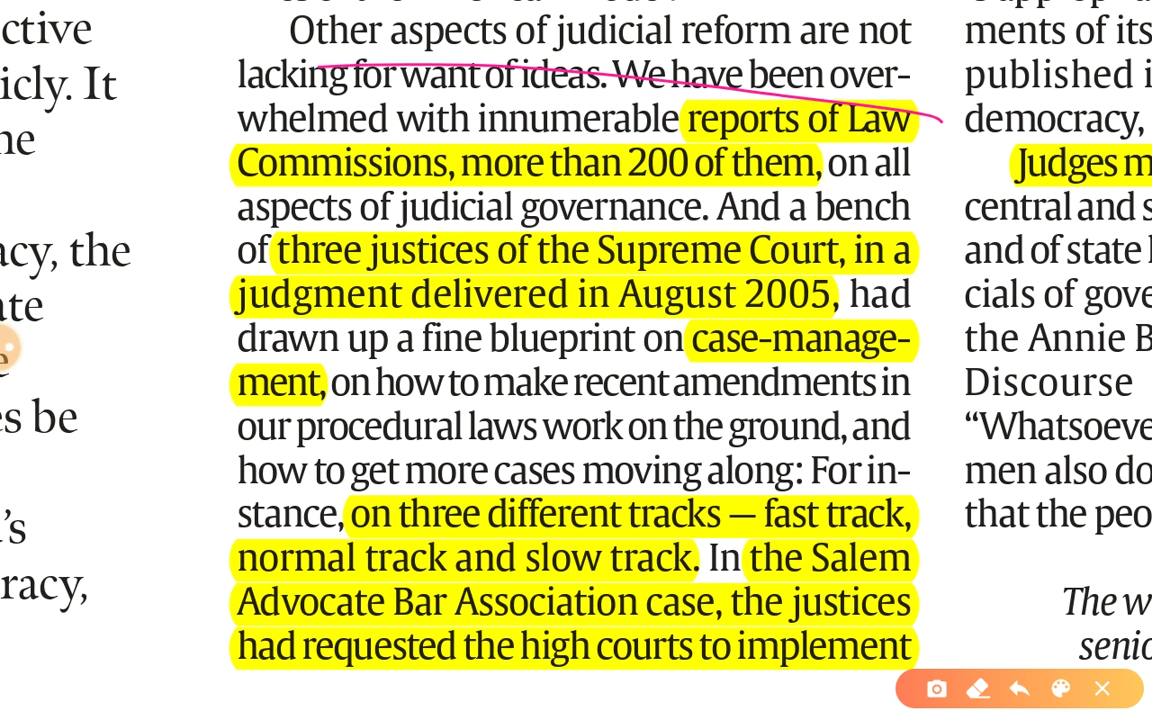 ctive
icly. It
ne
acy, the
ate
e
es be
's
racy,
Other aspects of judicial reform are not
lacking for want of ideas. We have been over-
whelmed with innumerable reports of Law
Commissions, more than 200 of them, on all
aspects of judicial governance. And a bench
of three justices of the Supreme Court, in a
judgment delivered in August 2005, had
drawn up a fine blueprint on case-manage-
ment, on how to make recent amendments in
our procedural laws work on the ground, and
how to get more cases moving along: For in-
stance, on three different tracks — fast track,
normal track and slow track. In the Salem
Advocate Bar Association case, the justices
had requested the high courts to implement
ments of its
published i
democracy,
Judges m
central and s
and of state
cials of gove
the Annie B
Discourse
“Whatsoeve
men also do
that the peo
The w
senio